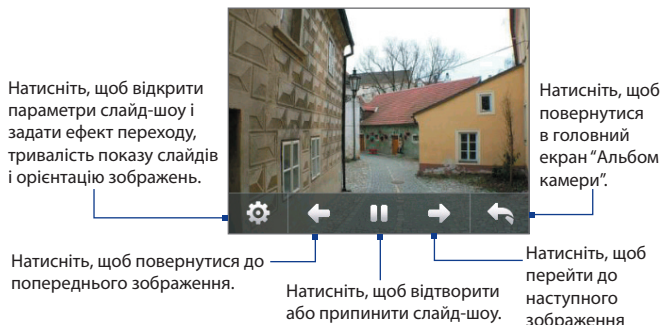 Натисніть, щоб відкрити
параметри слайд-шоу і
задати ефект переходу,
тривалість показу слайдів
і орієнтацію зображень.
Натисніть, щоб
повернутися
в головний
екран “Альбом
камери”.
Натисніть, щоб повернутися до
попереднього зображення.
Натисніть, щоб відтворити
або припинити слайд-шоу.
Натисніть, щоб
перейти до
наступного
зображення